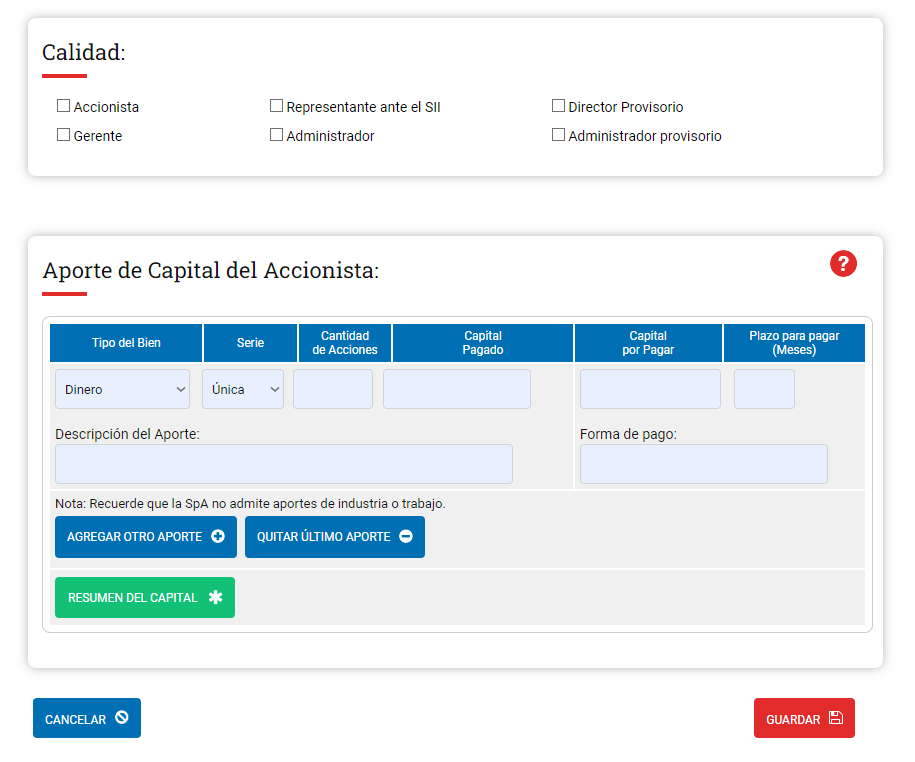 Calidad:
Accionista Representante ante el SII Director Provisorio
Gerente Administrador Administrador provisorio
Aporte de Capital del Accionista:
?
Tipo del Bien Serie Cantidad de Acciones Capital Pagado Capital por Pagar Plazo para pagar (Meses)
Dinero Única
Descripción del Aporte: Forma de pago:
Nota: Recuerde que la SpA no admite aportes de industria o trabajo.
AGREGAR OTRO APORTE QUITAR ÚLTIMO APORTE
RESUMEN DEL CAPITAL
CANCELAR GUARDAR